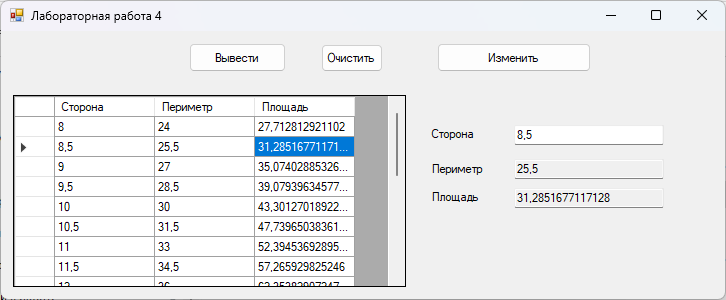 Лабораторная работа 4
Вывести Очистить Изменить
Сторона Периметр Площадь
8 24 27,712812921102
8,5 25,5 31,28516771171...
9 27 35,07402885326...
9,5 28,5 39,07939634577...
10 30 43,30127018922...
10,5 31,5 47,73965038361...
11 33 52,39453692895...
11,5 34,5 57,265929825246
Сторона 8,5
Периметр 25,5
Площадь 31,2851677117128